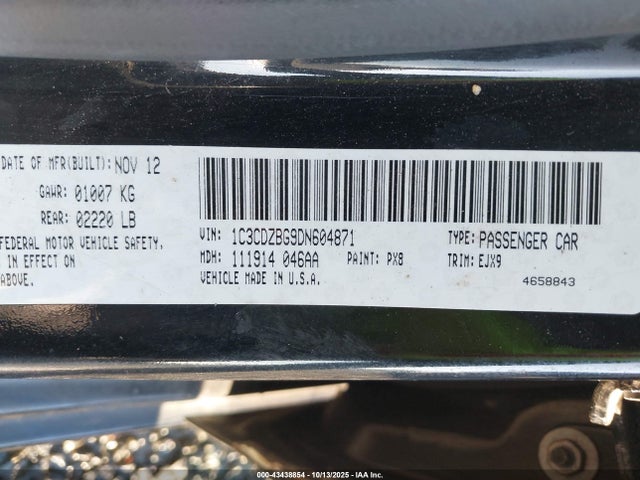 DATE OF MFR(BUILT): NOV 12
GAWR: 01007 KG
REAR: 02220 LB
FEDERAL MOTOR VEHICLE SAFETY,
IN EFFECT ON
ABOVE.
VIN: 1C3CDZBG9DN604871 TYPE: PASSENGER CAR
MDH: 111914 046AA PAINT: PX8 TRIM: EJX9
VEHICLE MADE IN U.S.A. 4658843
000-43438854 | 10/13/2025 - IAA Inc.